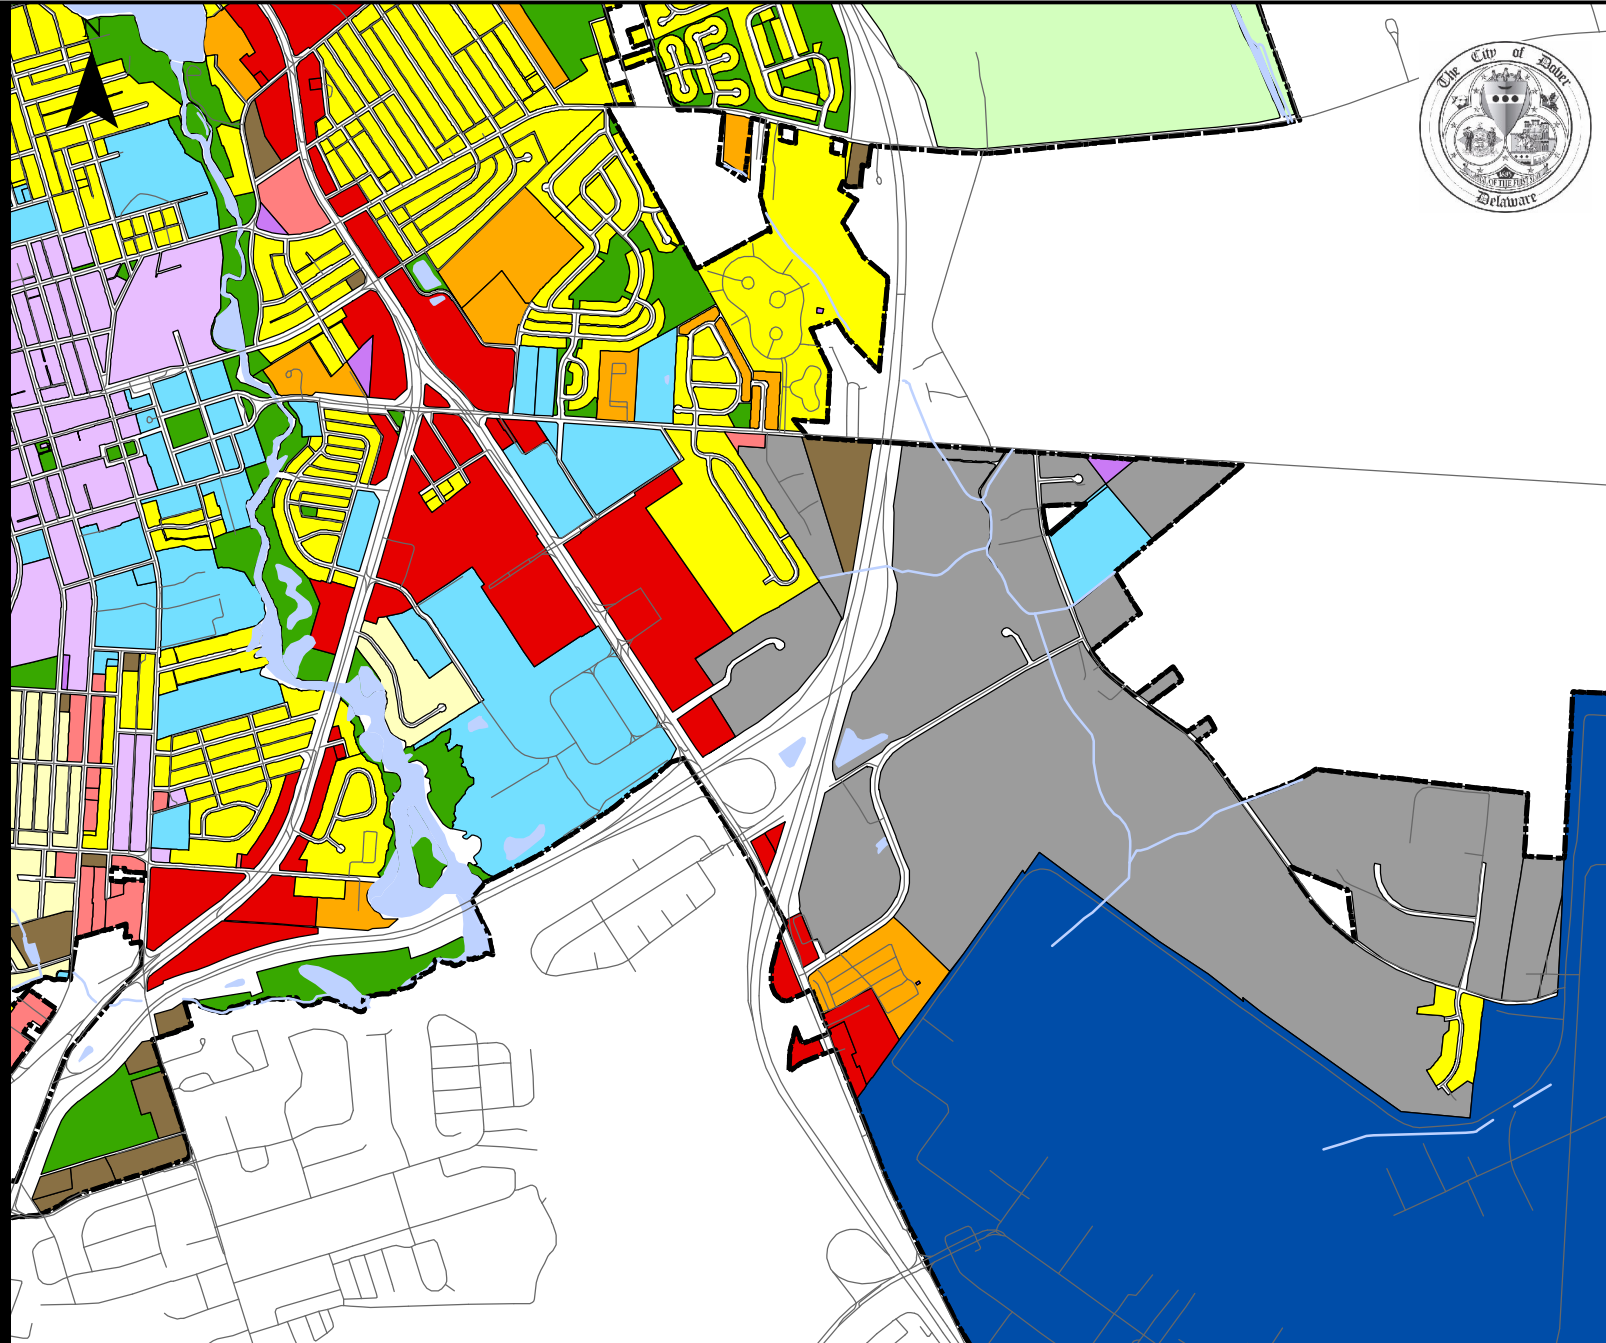 N
The City of Dover
Delaware